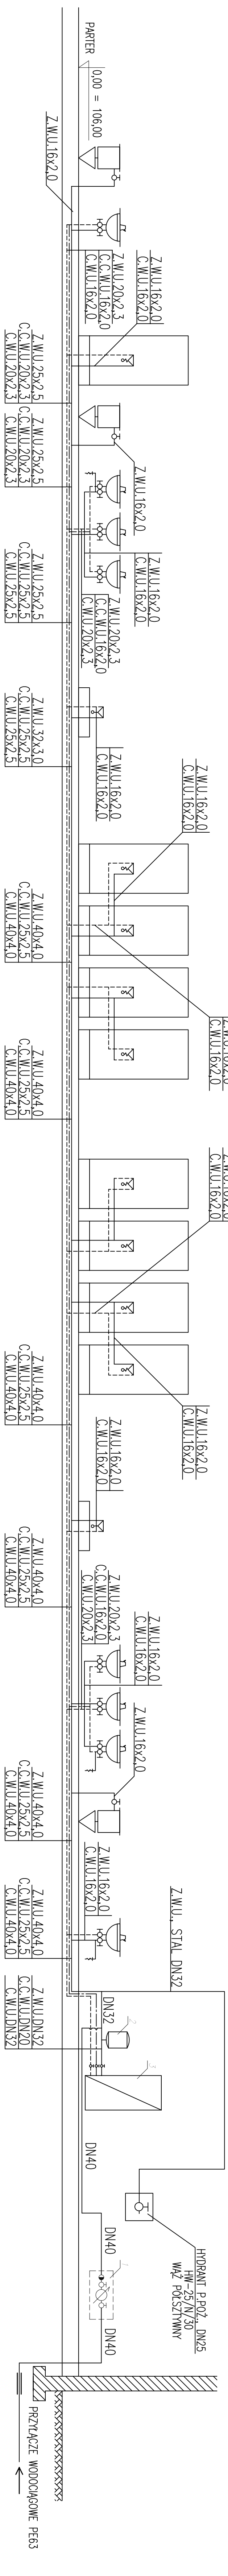 PARTER
0,00 = 106,00
Z.W.U.16x2,0
Z.W.U.20x2,3
C.C.W.U.16x2,0
C.W.U.16x2,0
Z.W.U.16x2,0
C.W.U.16x2,0
Z.W.U.25x2,5
C.C.W.U.20x2,3
C.W.U.20x2,3
Z.W.U.16x2,0
Z.W.U.25x2,5
C.C.W.U.20x2,3
C.W.U.20x2,3
Z.W.U.16x2,0
C.W.U.16x2,0
Z.W.U.20x2,3
C.C.W.U.16x2,0
C.W.U.20x2,3
Z.W.U.25x2,5
C.C.W.U.25x2,5
C.W.U.25x2,5
Z.W.U.16x2,0
C.W.U.16x2,0
Z.W.U.32x3,0
C.C.W.U.25x2,5
C.W.U.25x2,5
Z.W.U.16x2,0
C.W.U.16x2,0
Z.W.U.40x4,0
C.C.W.U.25x2,5
C.W.U.40x4,0
C.W.U.16x2,0
Z.W.U.40x4,0
C.C.W.U.25x2,5
C.W.U.40x4,0
C.W.U.16x2,0
Z.W.U.16x2,0
C.W.U.16x2,0
Z.W.U.40x4,0
C.C.W.U.25x2,5
C.W.U.40x4,0
Z.W.U.16x2,0
C.W.U.16x2,0
Z.W.U.40x4,0
C.C.W.U.25x2,5
C.W.U.40x4,0
Z.W.U.20x2,3
C.C.W.U.16x2,0
C.W.U.20x2,3
Z.W.U.16x2,0
C.W.U.16x2,0
Z.W.U.16x2,0
Z.W.U.40x4,0
C.C.W.U.25x2,5
C.W.U.40x4,0
Z.W.U.16x2,0
C.W.U.16x2,0
Z.W.U.40x4,0
C.C.W.U.25x2,5
C.W.U.40x4,0
Z.W.U., STAL DN32
DN32
Z.W.U.DN32
C.C.W.U.DN20
C.W.U.DN32
DN40
DN40
DN40
HYDRANT P.POŻ., DN25
HW-25/N/30
WĄŻ PÓŁSZTYWNY
PRZYŁĄCZE WODOCIĄGOWE PE63